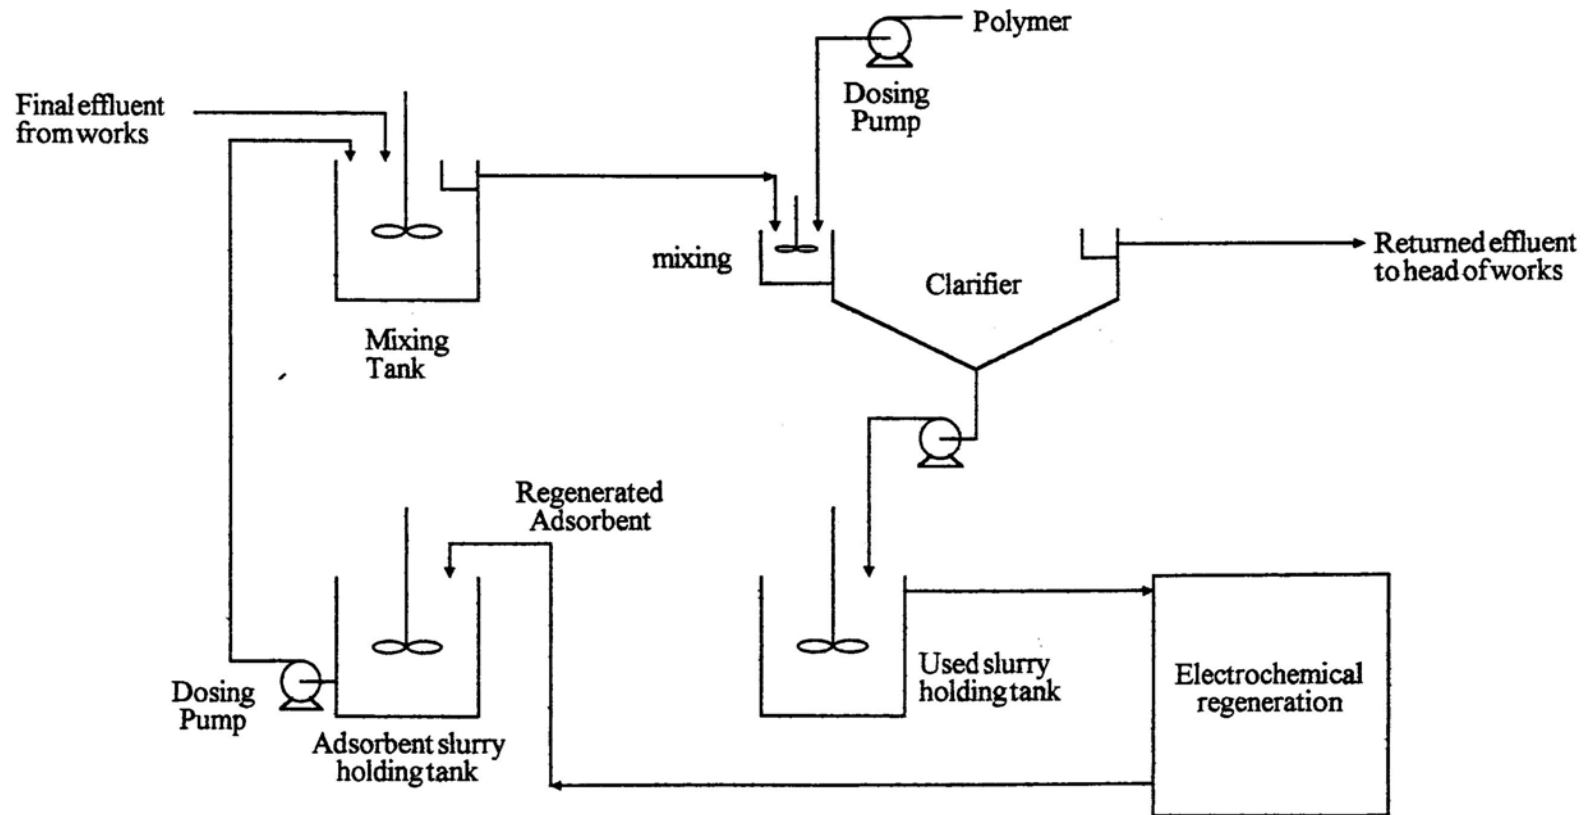 Polymer
Dosing
Pump
Final effluent
from works
mixing
Clarifier
Returned effluent
to head of works
Mixing
Tank
Regenerated
Adsorbent
Used slurry
holding tank
Electrochemical
regeneration
Dosing
Pump
Adsorbent slurry
holding tank